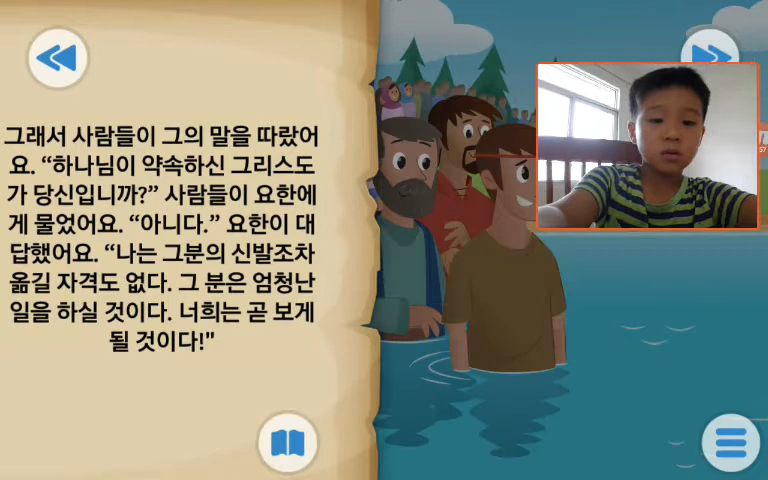 그래서 사람들이 그의 말을 따랐어
요. “하나님이 약속하신 그리스도
가 당신입니까?” 사람들이 요한에
게 물었어요. “아니다.” 요한이 대
답했어요. “나는 그분의 신발조차
옮길 자격도 없다. 그 분은 엄청난
일을 하실 것이다. 너희는 곧 보게
될 것이다!"
57